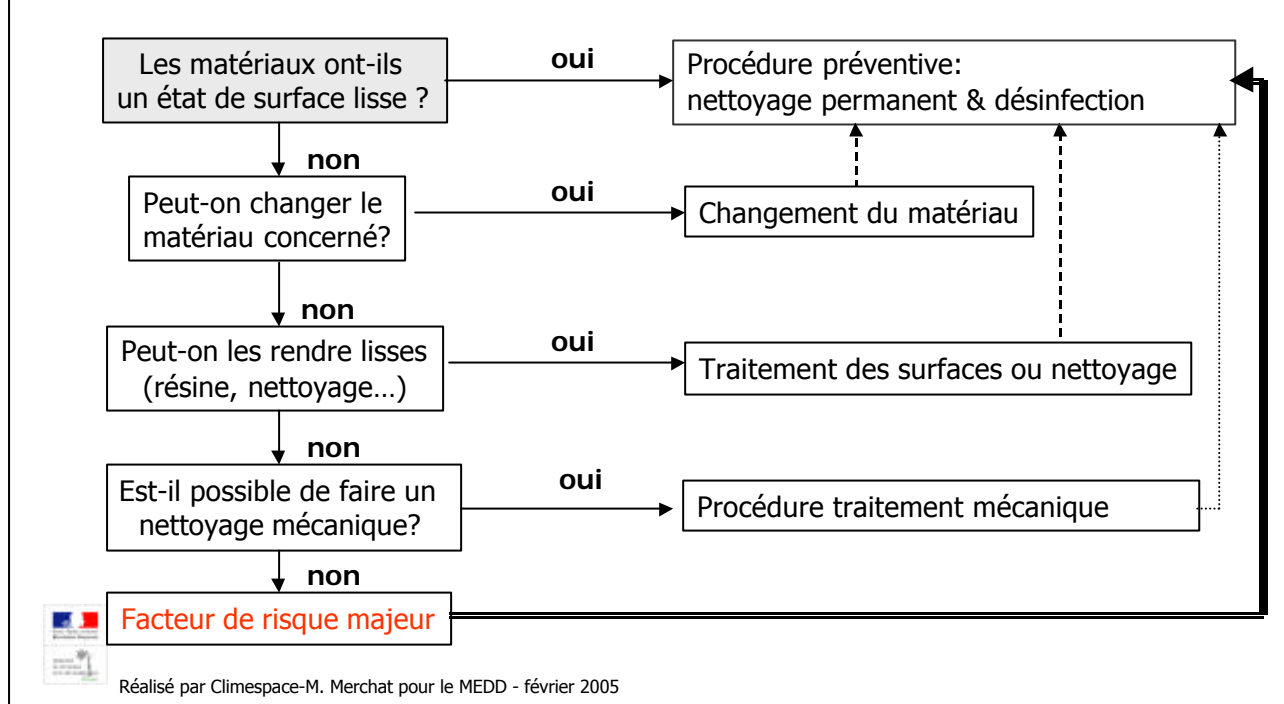 Les matériaux ont-ils
un état de surface lisse ?
oui
Procédure préventive:
nettoyage permanent & désinfection
non
Peut-on changer le
matériau concerné?
oui
Changement du matériau
non
Peut-on les rendre lisses
(résine, nettoyage…)
oui
Traitement des surfaces ou nettoyage
non
Est-il possible de faire un
nettoyage mécanique?
oui
Procédure traitement mécanique
non
Facteur de risque majeur
Réalisé par Climespace-M. Merchat pour le MEDD - février 2005